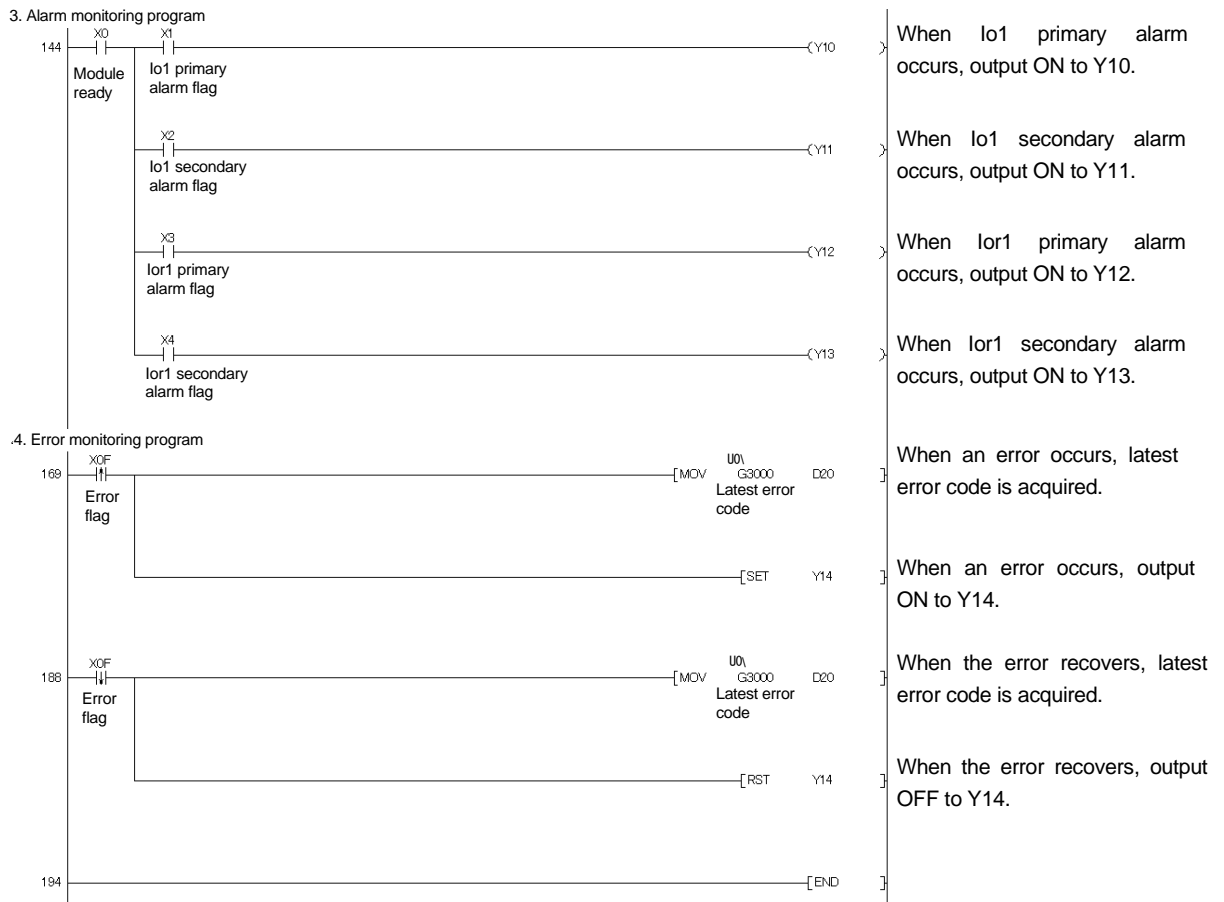 3. Alarm monitoring program
144
X0
Module
ready
X1
Io1 primary
alarm flag
(Y10 )
When Io1 primary alarm
occurs, output ON to Y10.
X2
Io1 secondary
alarm flag
(Y11 )
When Io1 secondary alarm
occurs, output ON to Y11.
X3
Ior1 primary
alarm flag
(Y12 )
When Ior1 primary alarm
occurs, output ON to Y12.
X4
Ior1 secondary
alarm flag
(Y13 )
When Ior1 secondary alarm
occurs, output ON to Y13.
.4. Error monitoring program
169
X0F
Error
flag
U0\
[MOV G3000 D20 ]
Latest error
code
When an error occurs, latest
error code is acquired.
[SET Y14 ]
When an error occurs, output
ON to Y14.
188
X0F
Error
flag
U0\
[MOV G3000 D20 ]
Latest error
code
When the error recovers, latest
error code is acquired.
[RST Y14 ]
When the error recovers, output
OFF to Y14.
194
[END ]